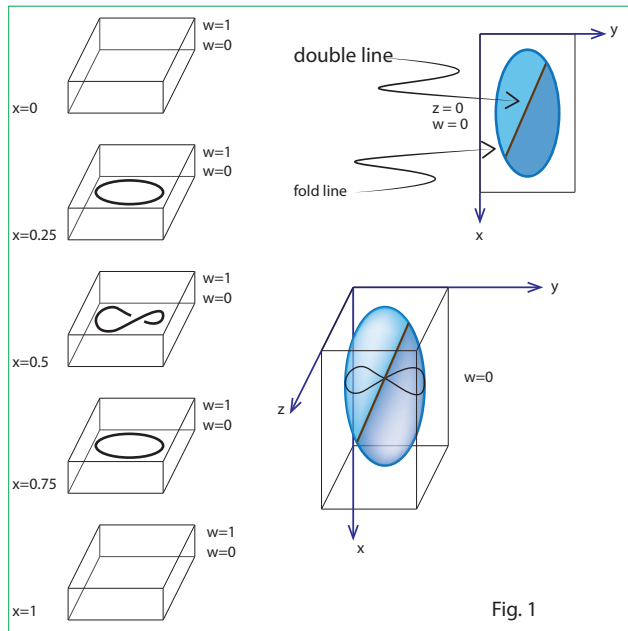 w=1
w=0
x=0
w=1
w=0
x=0.25
w=1
w=0
x=0.5
w=1
w=0
x=0.75
w=1
w=0
x=1
y
double line
z=0
w=0
fold line
x
y
w=0
z
x
Fig. 1